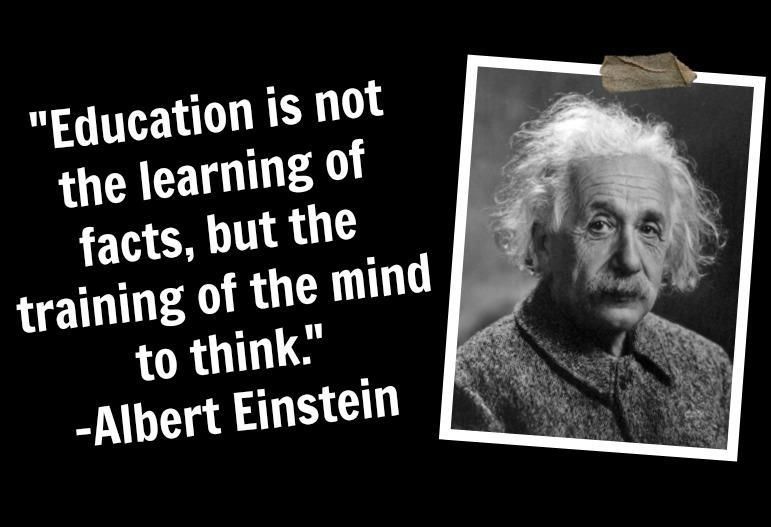 "Education is not
the learning of
facts, but the
training of the mind
to think."
-Albert Einstein